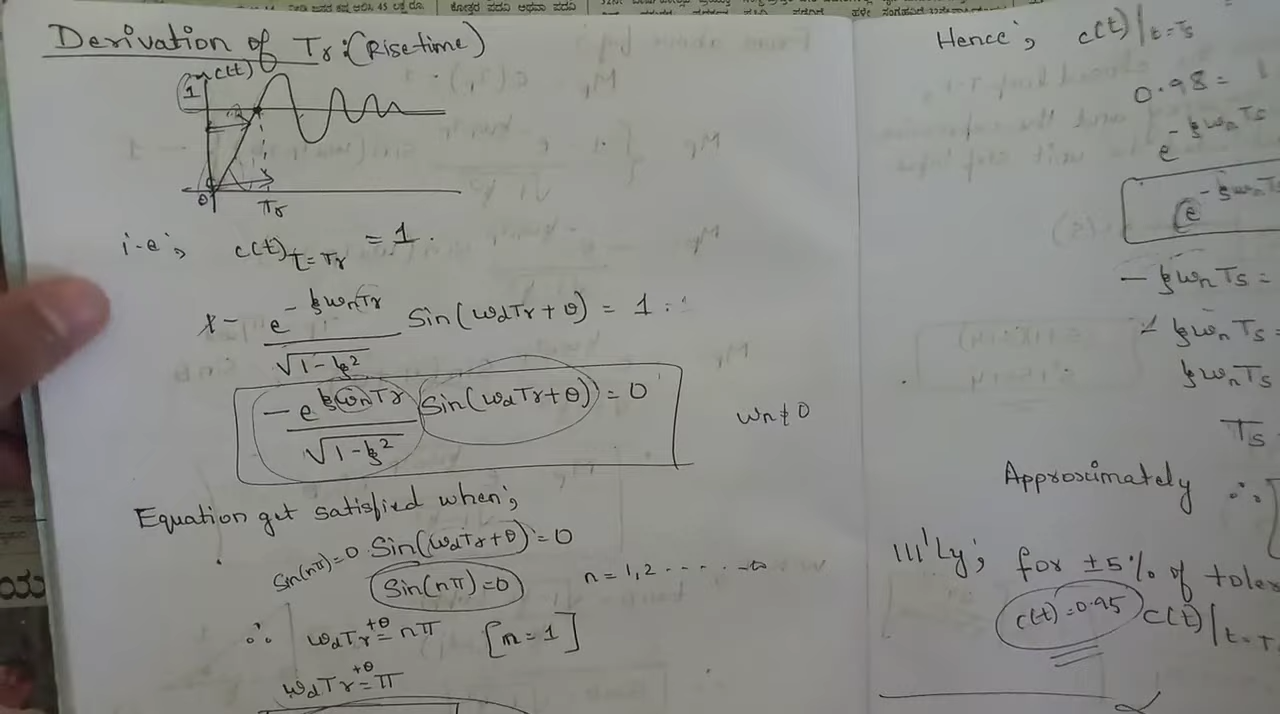 Derivation of Tr:(Risetime)
c(t)
1
0
Tr
i-e; c(t) t=Tr = 1.
1 - e^-ξωnTr / √1-ξ² Sin(ωdTr+θ) = 1
-e^ξωnTr / √1-ξ² Sin(ωdTr+θ) = 0
ωn≠0
Equation get satisfied when;
Sin(nπ)=0 Sin(ωdTr+θ)=0
Sin(nπ)=0 n=1,2 ------∞
∴ ωdTr+θ=nπ [n=1]
ωdTr+θ=π
Hence; c(t)|t=Ts
0.98=
e^-ξωnTs
e^-ξωnTs
-ξωnTs=
-ξωnTs=
ξωnTs
Ts
Approximately ∴
Ill'Ly; for ±5% of toler
c(t)=0.95 c(t)|t=T